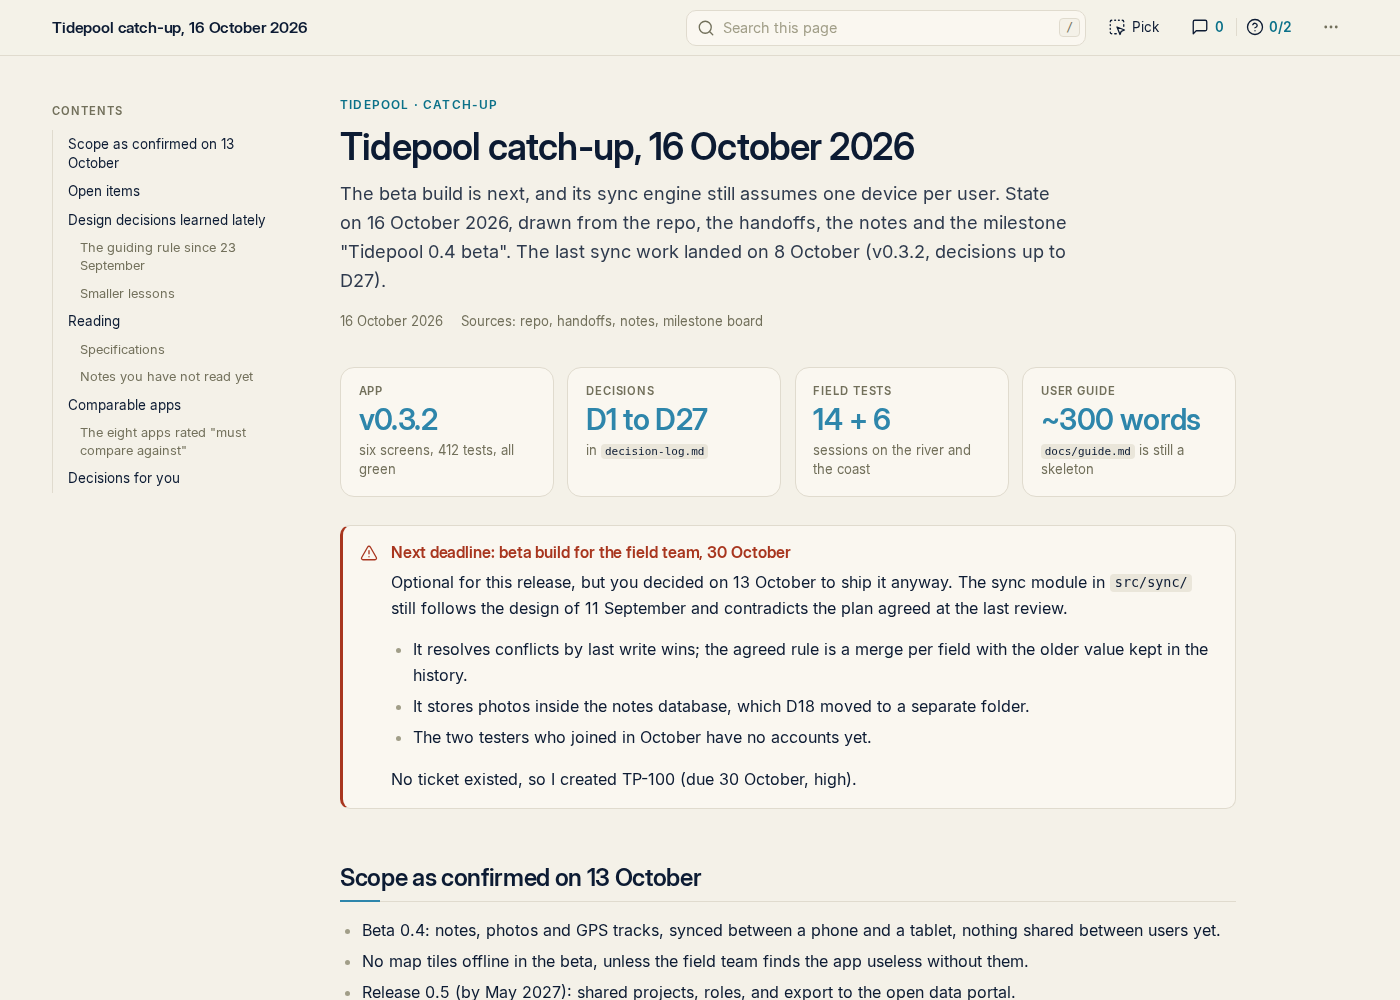 Tidepool catch-up, 16 October 2026
Search this page
/
Pick
0
0/2
CONTENTS
Scope as confirmed on 13
October
Open items
Design decisions learned lately
The guiding rule since 23
September
Smaller lessons
Reading
Specifications
Notes you have not read yet
Comparable apps
The eight apps rated "must
compare against"
Decisions for you
TIDEPOOL · CATCH-UP
Tidepool catch-up, 16 October 2026
The beta build is next, and its sync engine still assumes one device per user. State
on 16 October 2026, drawn from the repo, the handoffs, the notes and the milestone
"Tidepool 0.4 beta". The last sync work landed on 8 October (v0.3.2, decisions up to
D27).
16 October 2026 Sources: repo, handoffs, notes, milestone board
APP
v0.3.2
six screens, 412 tests, all
green
DECISIONS
D1 to D27
in decision-log.md
FIELD TESTS
14 + 6
sessions on the river and
the coast
USER GUIDE
~300 words
docs/guide.md is still a
skeleton
Next deadline: beta build for the field team, 30 October
Optional for this release, but you decided on 13 October to ship it anyway. The sync module in src/sync/
still follows the design of 11 September and contradicts the plan agreed at the last review.
It resolves conflicts by last write wins; the agreed rule is a merge per field with the older value kept in the
history.
It stores photos inside the notes database, which D18 moved to a separate folder.
The two testers who joined in October have no accounts yet.
No ticket existed, so I created TP-100 (due 30 October, high).
Scope as confirmed on 13 October
Beta 0.4: notes, photos and GPS tracks, synced between a phone and a tablet, nothing shared between users yet.
No map tiles offline in the beta, unless the field team finds the app useless without them.
Release 0.5 (by May 2027): shared projects, roles, and export to the open data portal.